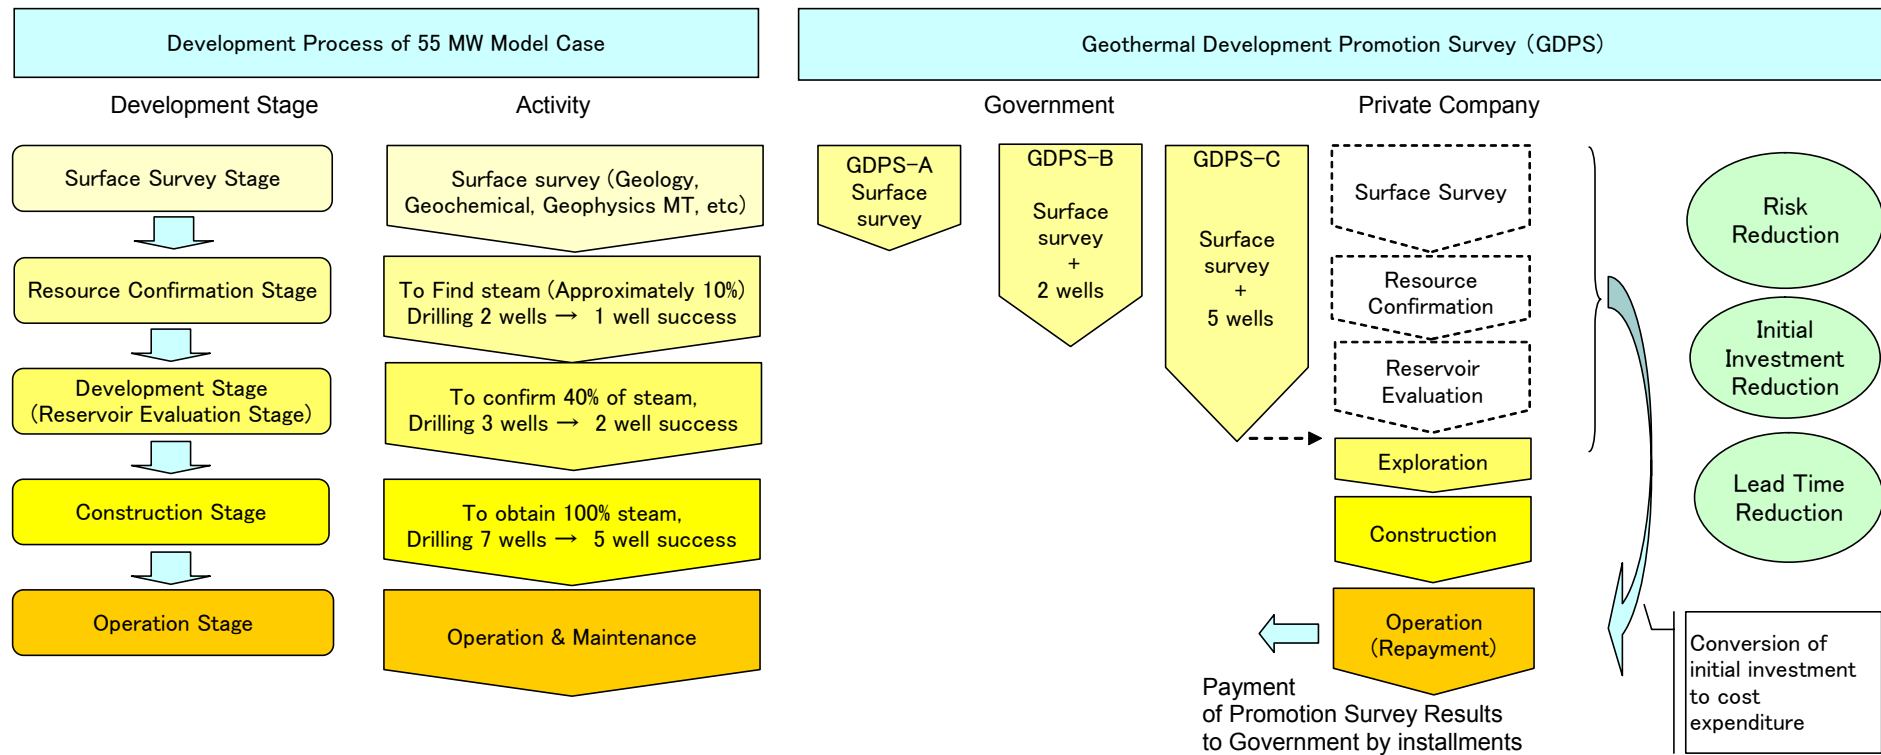 Development Process of 55 MW Model Case
Development Stage
Activity
Surface Survey Stage
Surface survey (Geology,
Geochemical, Geophysics MT, etc)
Resource Confirmation Stage
To Find steam (Approximately 10%)
Drilling 2 wells → 1 well success
Development Stage
(Reservoir Evaluation Stage)
To confirm 40% of steam,
Drilling 3 wells → 2 well success
Construction Stage
To obtain 100% steam,
Drilling 7 wells → 5 well success
Operation Stage
Operation & Maintenance
Geothermal Development Promotion Survey (GDPS)
Government
Private Company
GDPS-A
Surface
survey
GDPS-B
Surface
survey
+
2 wells
GDPS-C
Surface
survey
+
5 wells
Surface Survey
Resource
Confirmation
Reservoir
Evaluation
Exploration
Construction
Operation
(Repayment)
Payment
of Promotion Survey Results
to Government by installments
Risk
Reduction
Initial
Investment
Reduction
Lead Time
Reduction
Conversion of
initial investment
to cost
expenditure